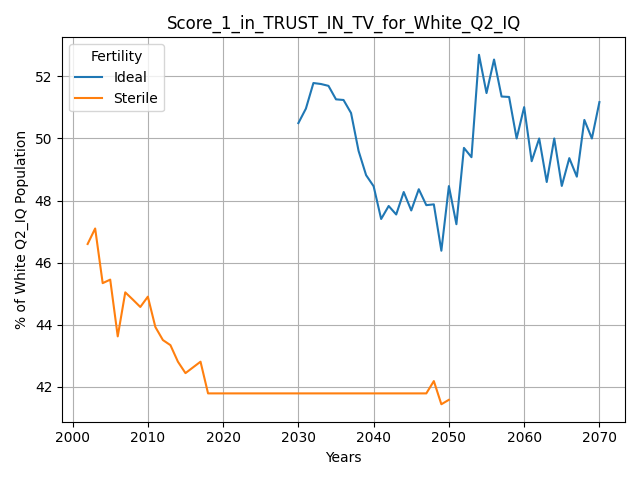 Score_1_in_TRUST_IN_TV_for_White_Q2_IQ
Fertility
Ideal
Sterile
% of White Q2_IQ Population
52
50
48
46
44
42
2000
2010
2020
2030
2040
2050
2060
2070
Years